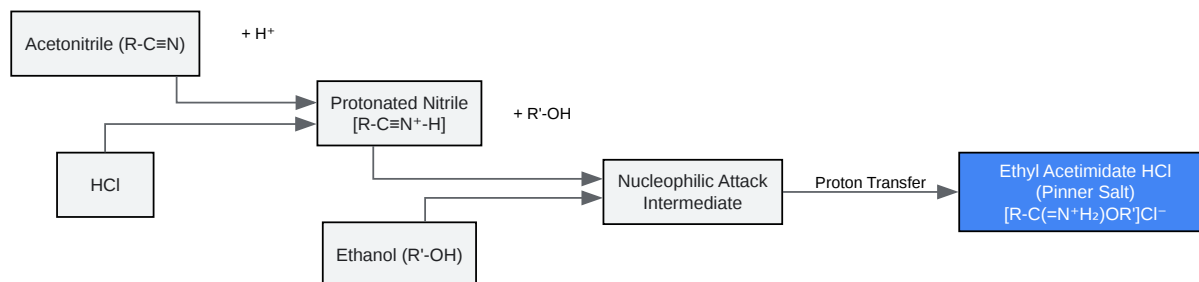 Acetonitrile (R-C≡N)
+ H⁺
Protonated Nitrile
[R-C≡N⁺-H]
+ R'-OH
HCl
Nucleophilic Attack
Intermediate
Proton Transfer
Ethyl Acetimidate HCl
(Pinner Salt)
[R-C(=N⁺H₂)OR']Cl⁻
Ethanol (R'-OH)